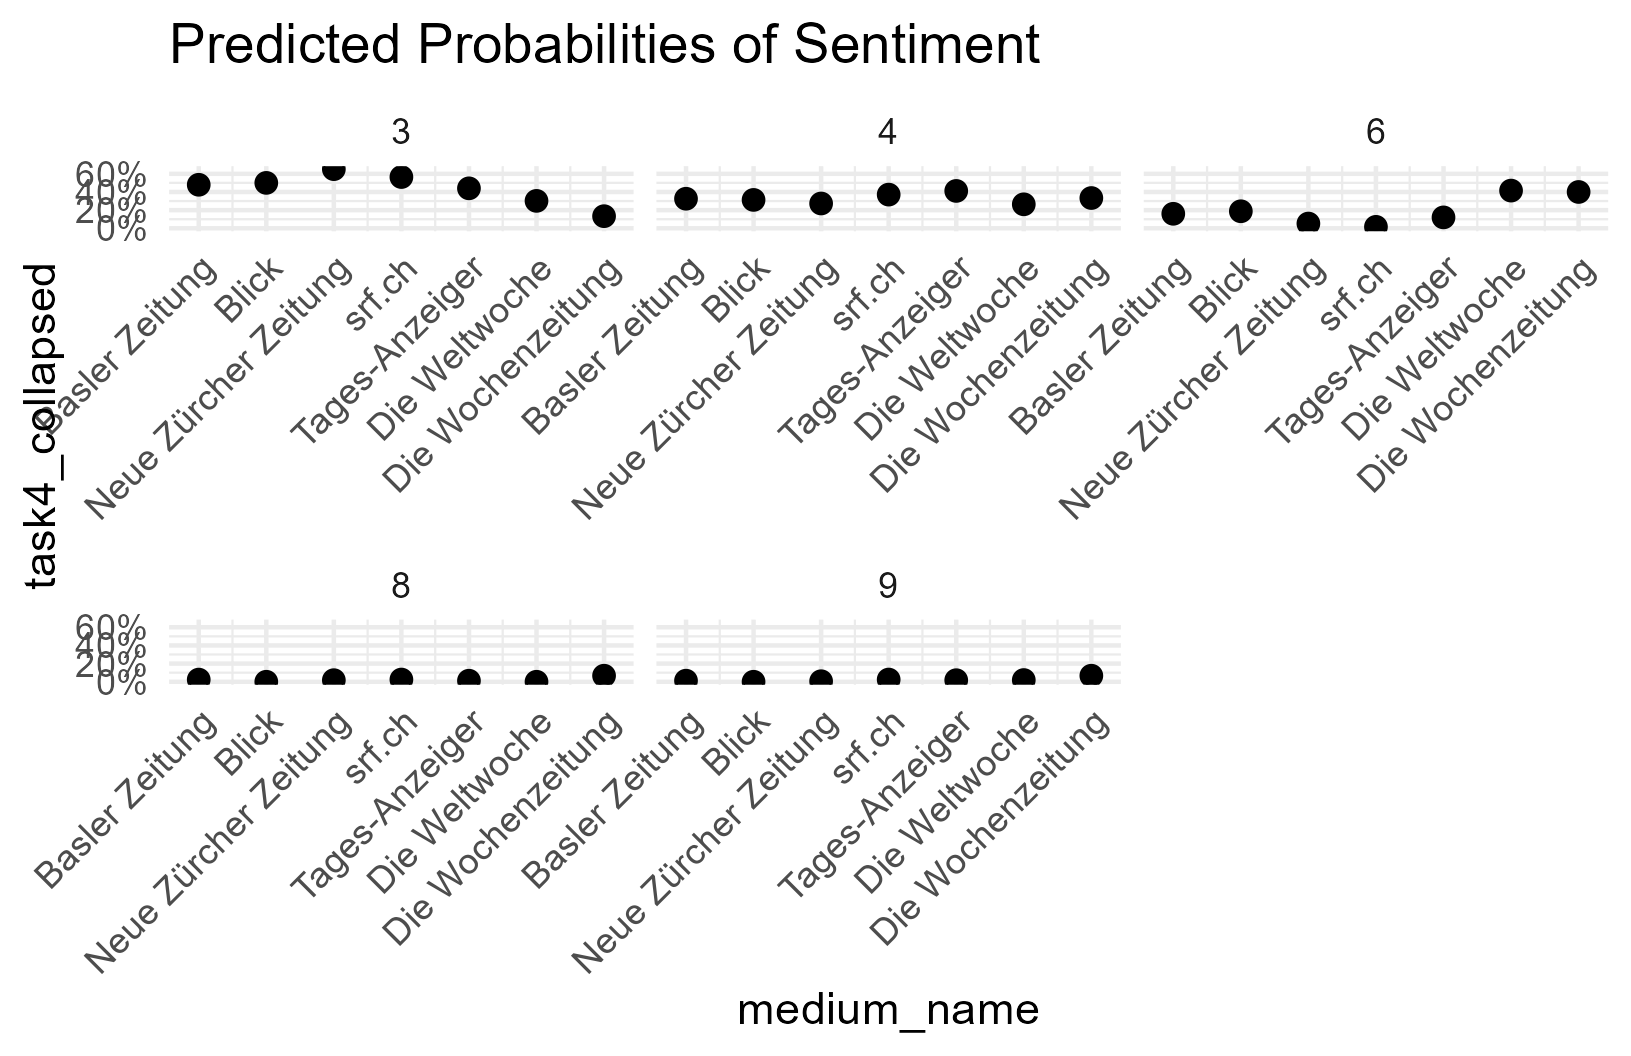 Predicted Probabilities of Sentiment
3
4
6
60%
40%
20%
0%
Basler Zeitung
Blick
Neue Zürcher Zeitung
srf.ch
Tages-Anzeiger
Die Weltwoche
Die Wochenzeitung
Basler Zeitung
Blick
Neue Zürcher Zeitung
srf.ch
Tages-Anzeiger
Die Weltwoche
Die Wochenzeitung
Basler Zeitung
Blick
Neue Zürcher Zeitung
srf.ch
Tages-Anzeiger
Die Weltwoche
Die Wochenzeitung
task4_collapsed
8
9
60%
40%
20%
0%
Basler Zeitung
Blick
Neue Zürcher Zeitung
srf.ch
Tages-Anzeiger
Die Weltwoche
Die Wochenzeitung
Basler Zeitung
Blick
Neue Zürcher Zeitung
srf.ch
Tages-Anzeiger
Die Weltwoche
Die Wochenzeitung
medium_name